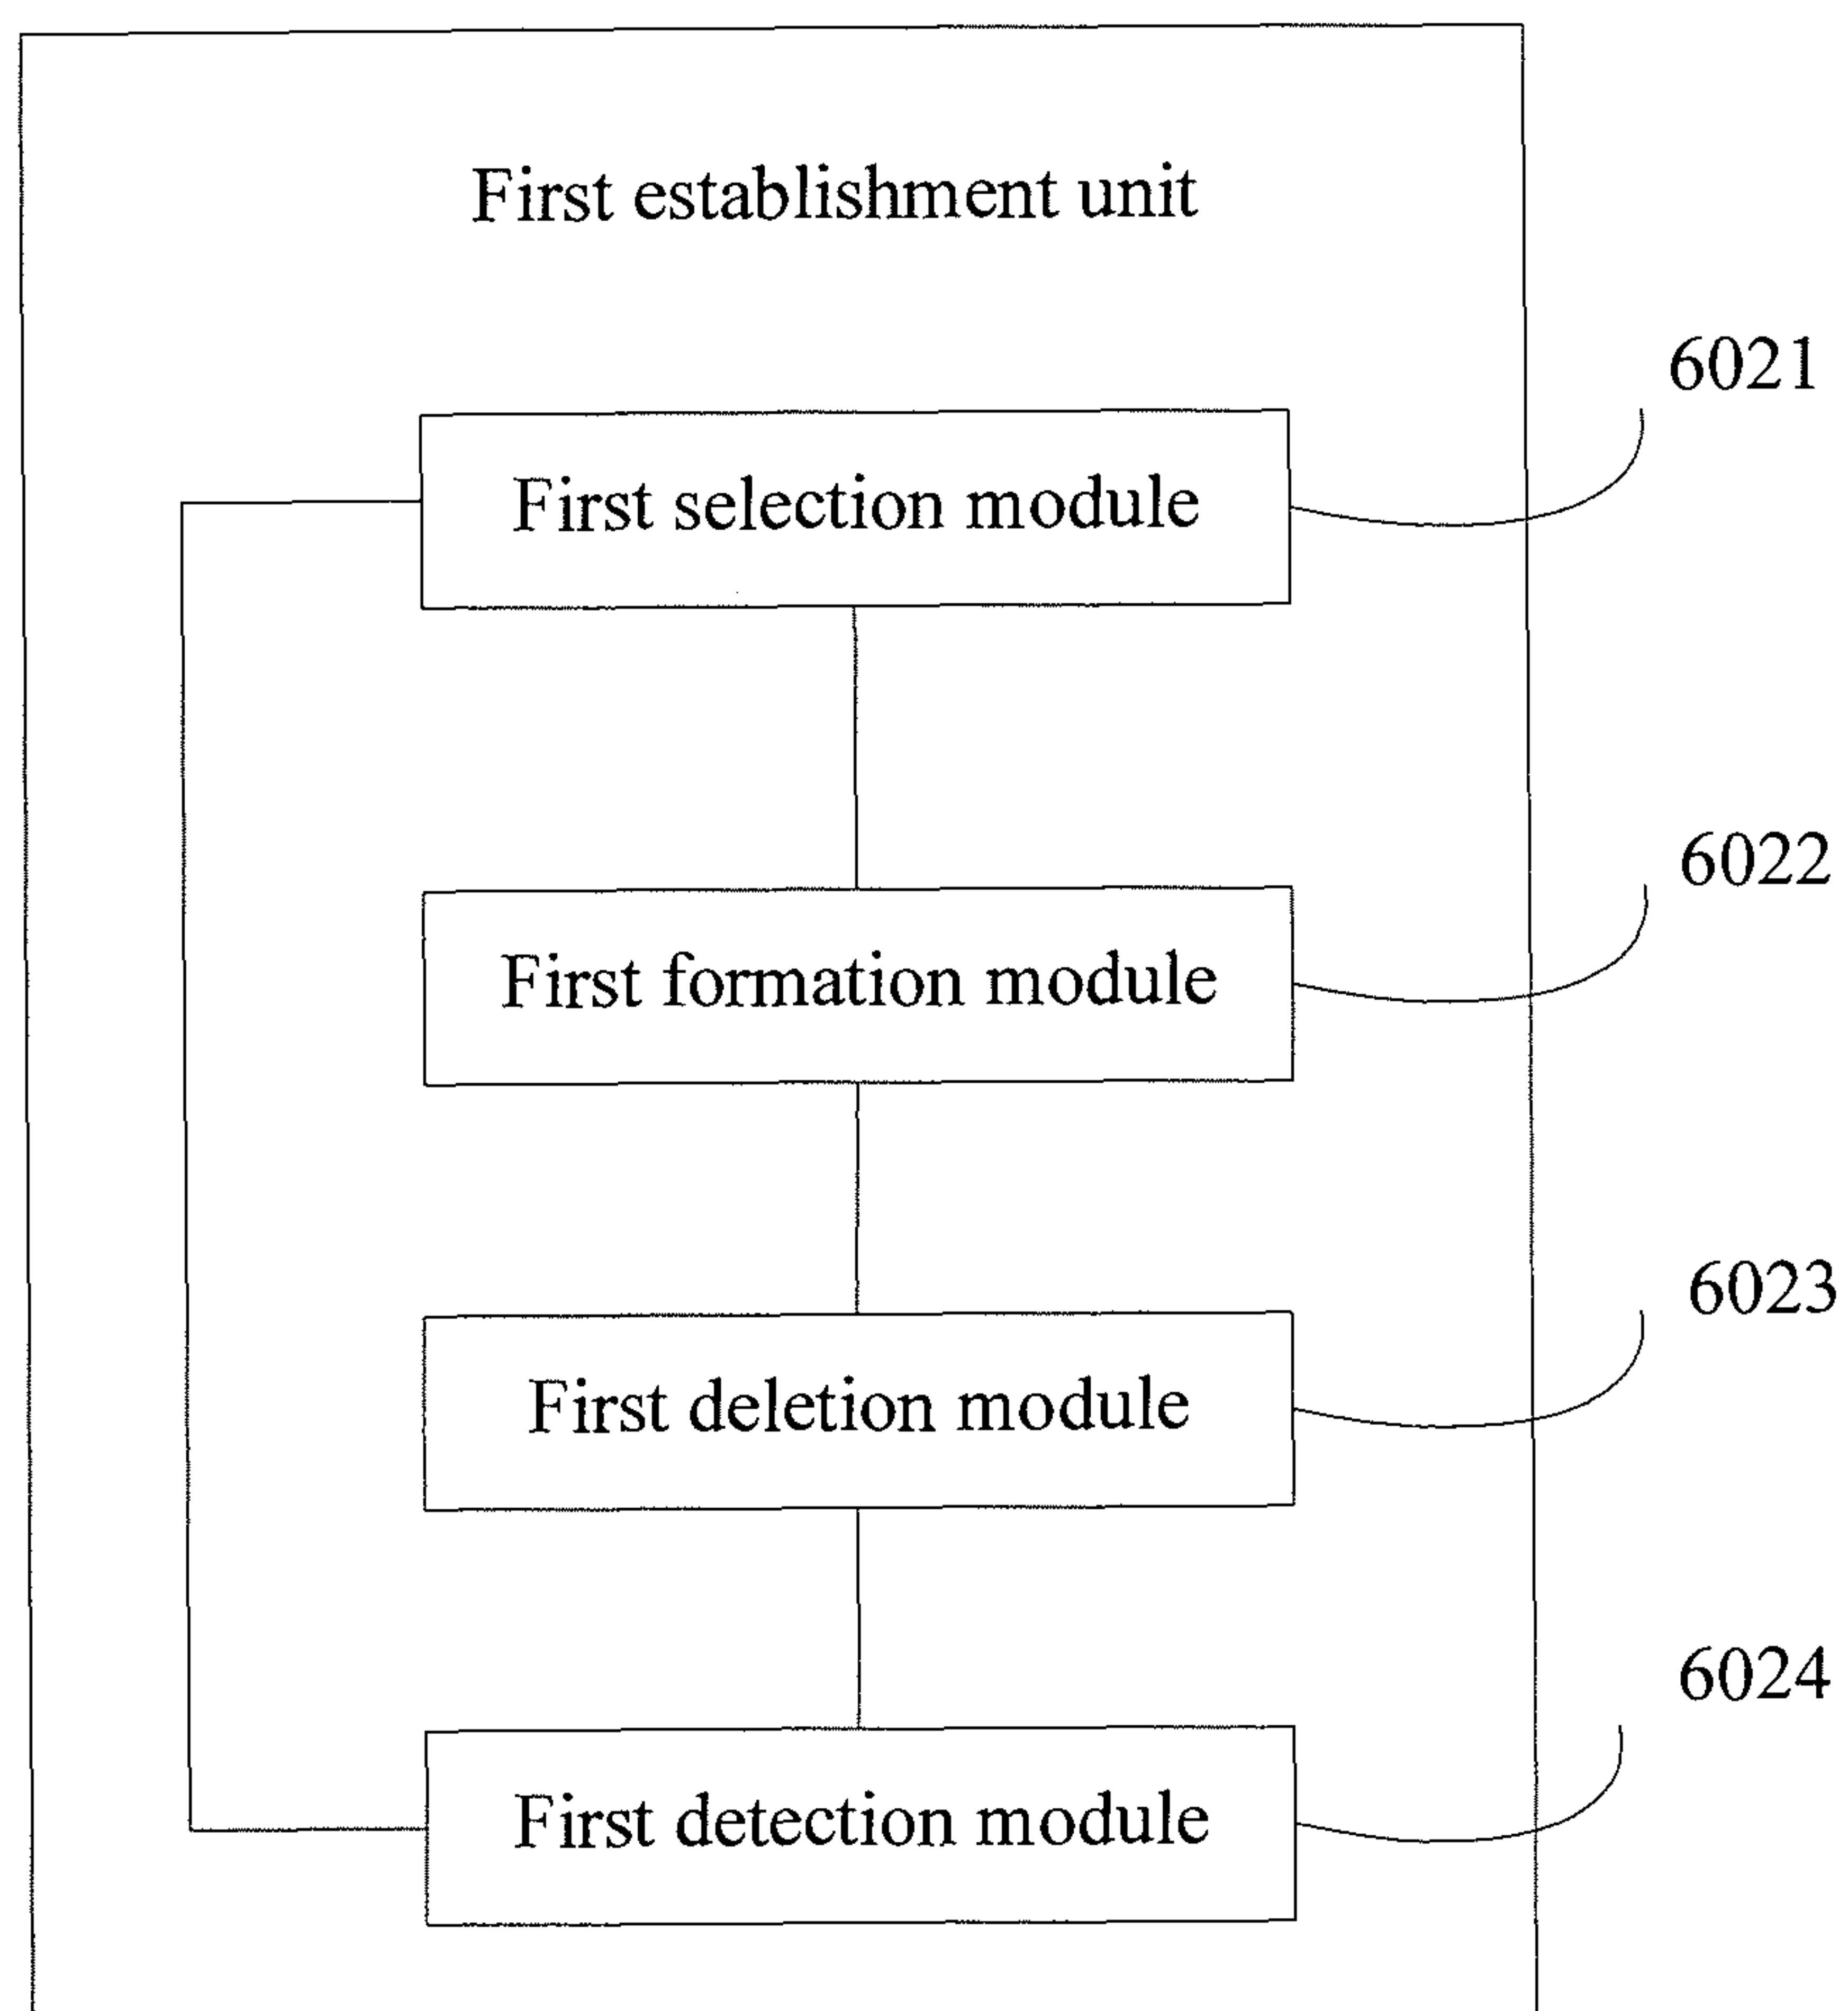 First establishment unit
6021
First selection module
6022
First formation module
6023
First deletion module
6024
First detection module